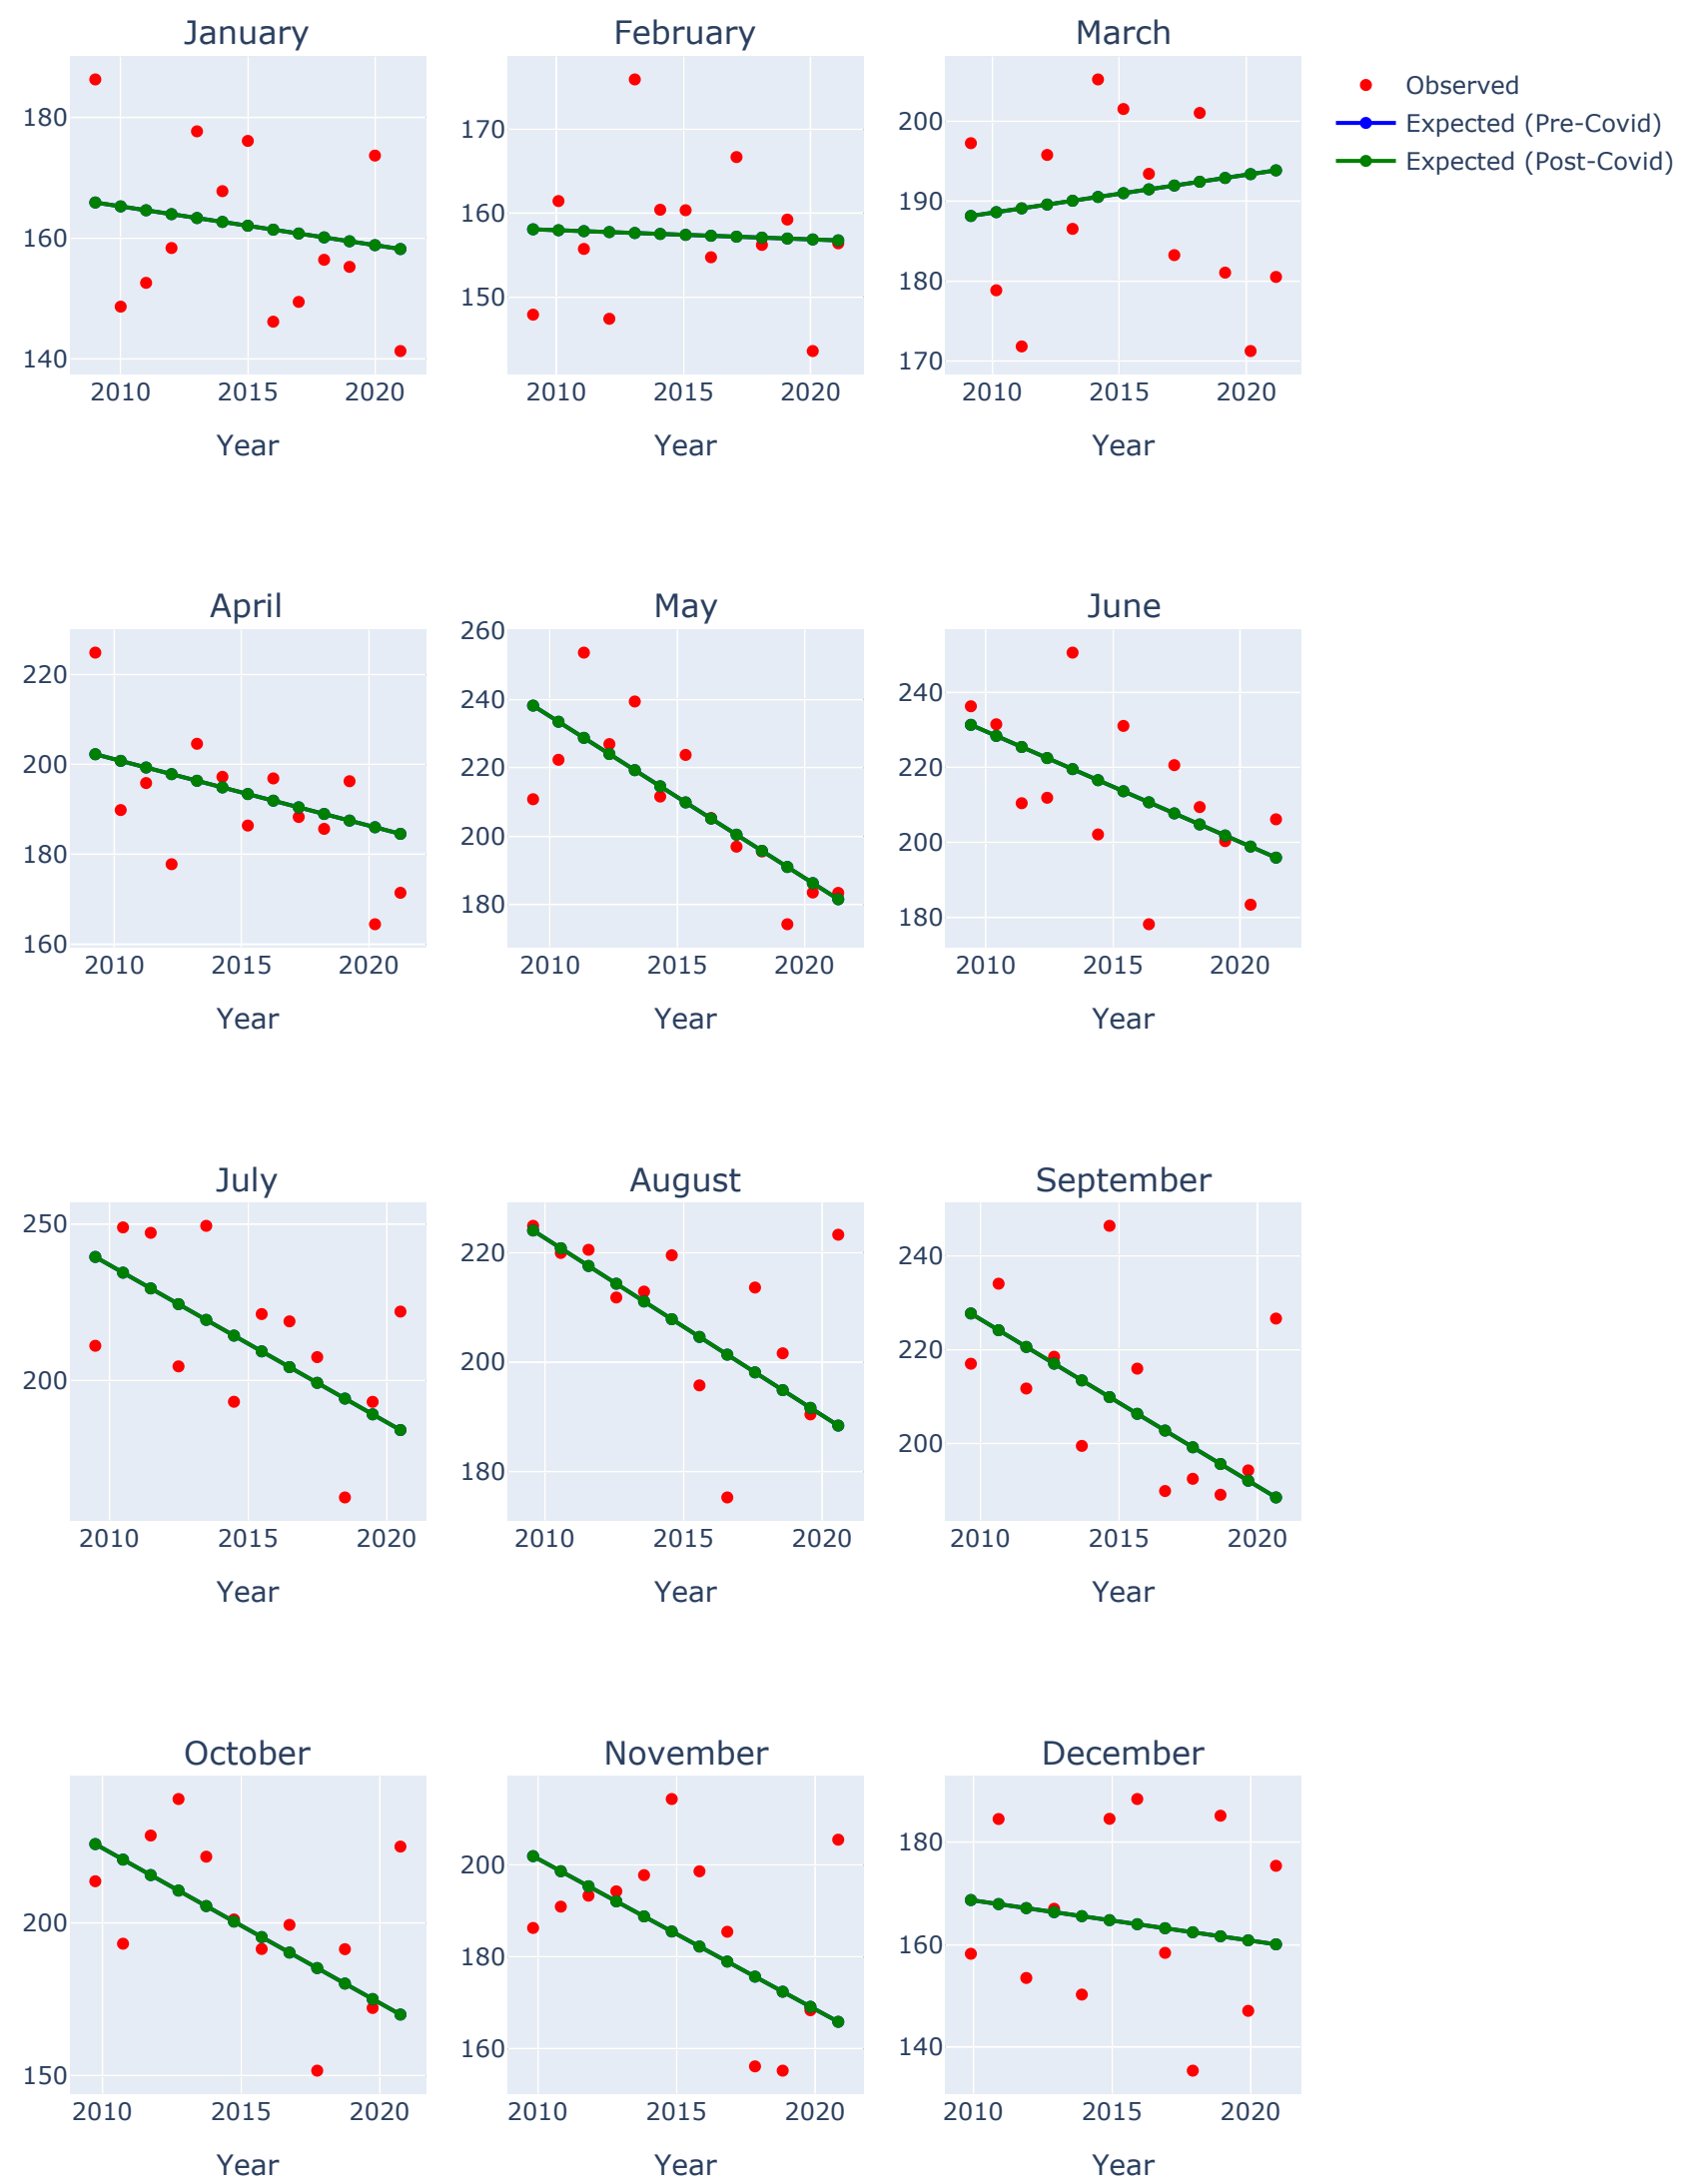 January
February
March
Observed
Expected (Pre-Covid)
Expected (Post-Covid)
180
160
140
170
160
150
200
190
180
170
2010 2015 2020
2010 2015 2020
2010 2015 2020
Year
Year
Year
April
May
June
220
200
180
160
260
240
220
200
180
240
220
200
180
2010 2015 2020
2010 2015 2020
2010 2015 2020
Year
Year
Year
July
August
September
250
200
220
200
180
240
220
200
2010 2015 2020
2010 2015 2020
2010 2015 2020
Year
Year
Year
October
November
December
200
150
200
180
160
180
160
140
2010 2015 2020
2010 2015 2020
2010 2015 2020
Year
Year
Year